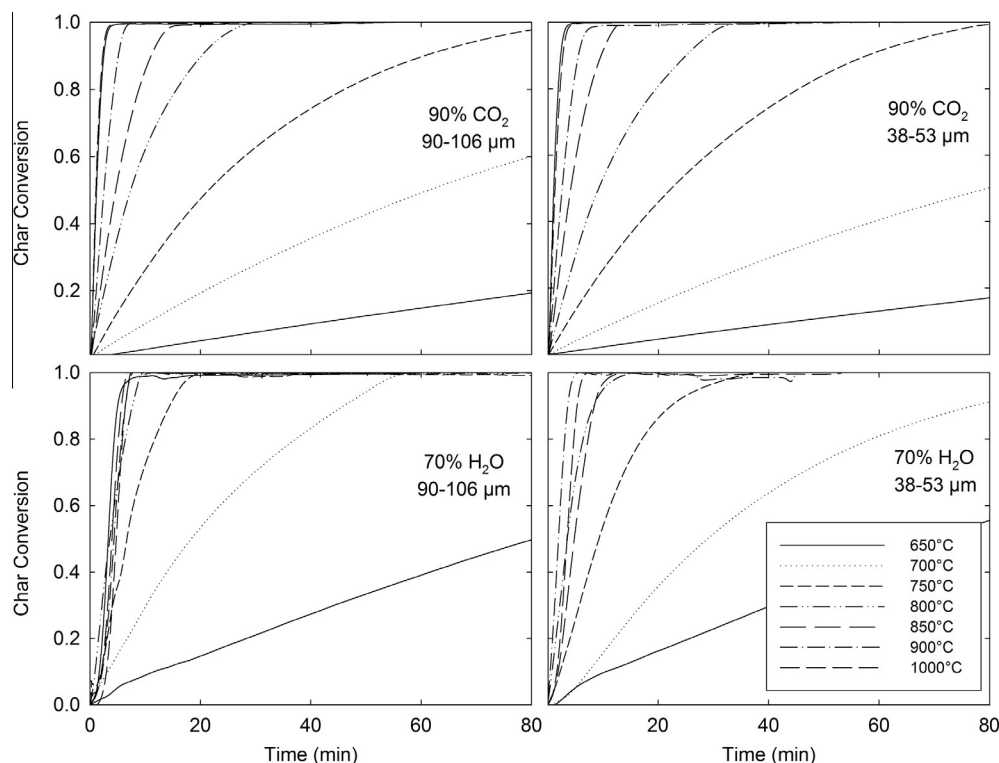 1.0
0.8
0.6
0.4
0.2
Char Conversion
90% CO₂
90-106 µm
90% CO₂
38-53 µm
1.0
0.8
0.6
0.4
0.2
0.0
Char Conversion
70% H₂O
90-106 µm
70% H₂O
38-53 µm
650°C
700°C
750°C
800°C
850°C
900°C
1000°C
0 20 40 60 80
20 40 60 80
Time (min)
Time (min)